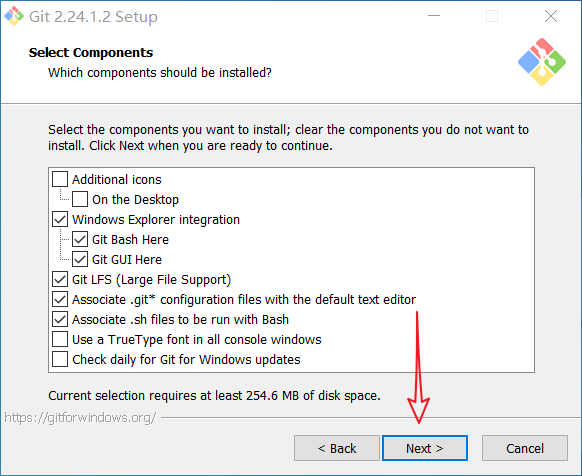 Git 2.24.1.2 Setup
Select Components
Which components should be installed?
Select the components you want to install; clear the components you do not want to
install. Click Next when you are ready to continue.
Additional icons
On the Desktop
Windows Explorer integration
Git Bash Here
Git GUI Here
Git LFS (Large File Support)
Associate .git* configuration files with the default text editor
Associate .sh files to be run with Bash
Use a TrueType font in all console windows
Check daily for Git for Windows updates
Current selection requires at least 254.6 MB of disk space.
https://gitforwindows.org/
< Back
Next >
Cancel